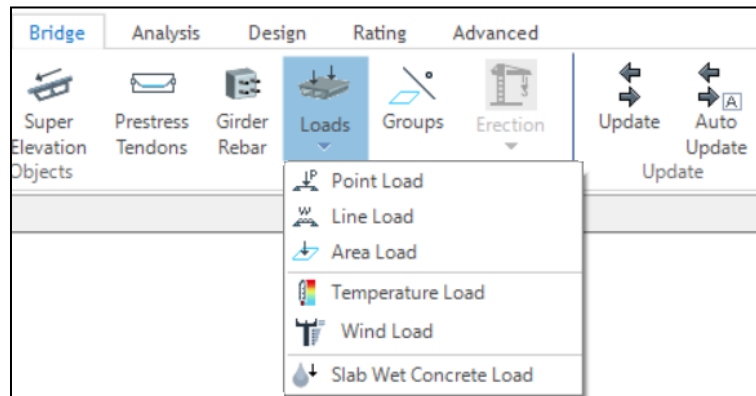 Bridge Analysis Design Rating Advanced
Super Elevation
Prestress Tendons
Girder Rebar
Loads
Groups
Erection
Update
Auto Update
Objects
Update
P Point Load
W Line Load
Area Load
Temperature Load
Wind Load
Slab Wet Concrete Load
A